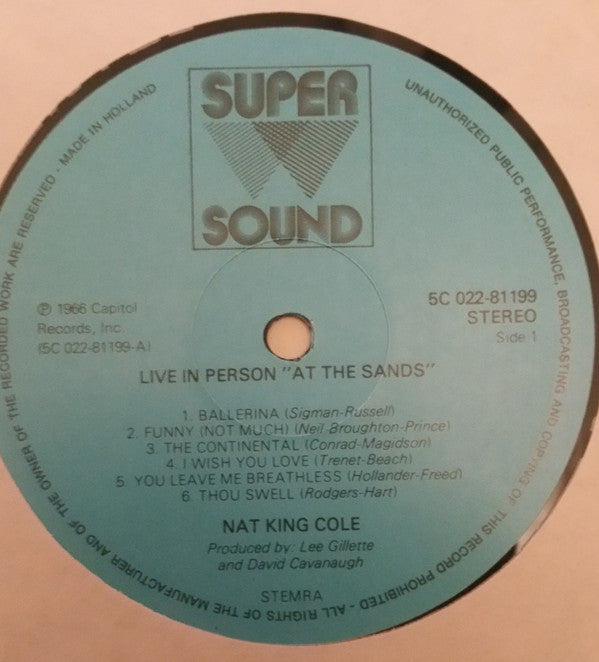 SUPER
SOUND
℗ 1966 Capitol
Records, Inc.
(5C 022-81199-A)
5C 022-81199
STEREO
Side 1
LIVE IN PERSON "AT THE SANDS"
1. BALLERINA (Sigman-Russell)
2. FUNNY (NOT MUCH) (Neil-Broughton-Prince)
3. THE CONTINENTAL (Conrad-Magidson)
4. I WISH YOU LOVE (Trenet-Beach)
5. YOU LEAVE ME BREATHLESS (Hollander-Freed)
6. THOU SWELL (Rodgers-Hart)
NAT KING COLE
Produced by: Lee Gillette
and David Cavanaugh
STEMRA
UNAUTHORIZED PUBLIC PERFORMANCE, BROADCASTING AND COPYING OF THIS RECORD PROHIBITED - ALL RIGHTS OF THE MANUFACTURER AND OF THE OWNER OF THE RECORDED WORK ARE RESERVED - MADE IN HOLLAND